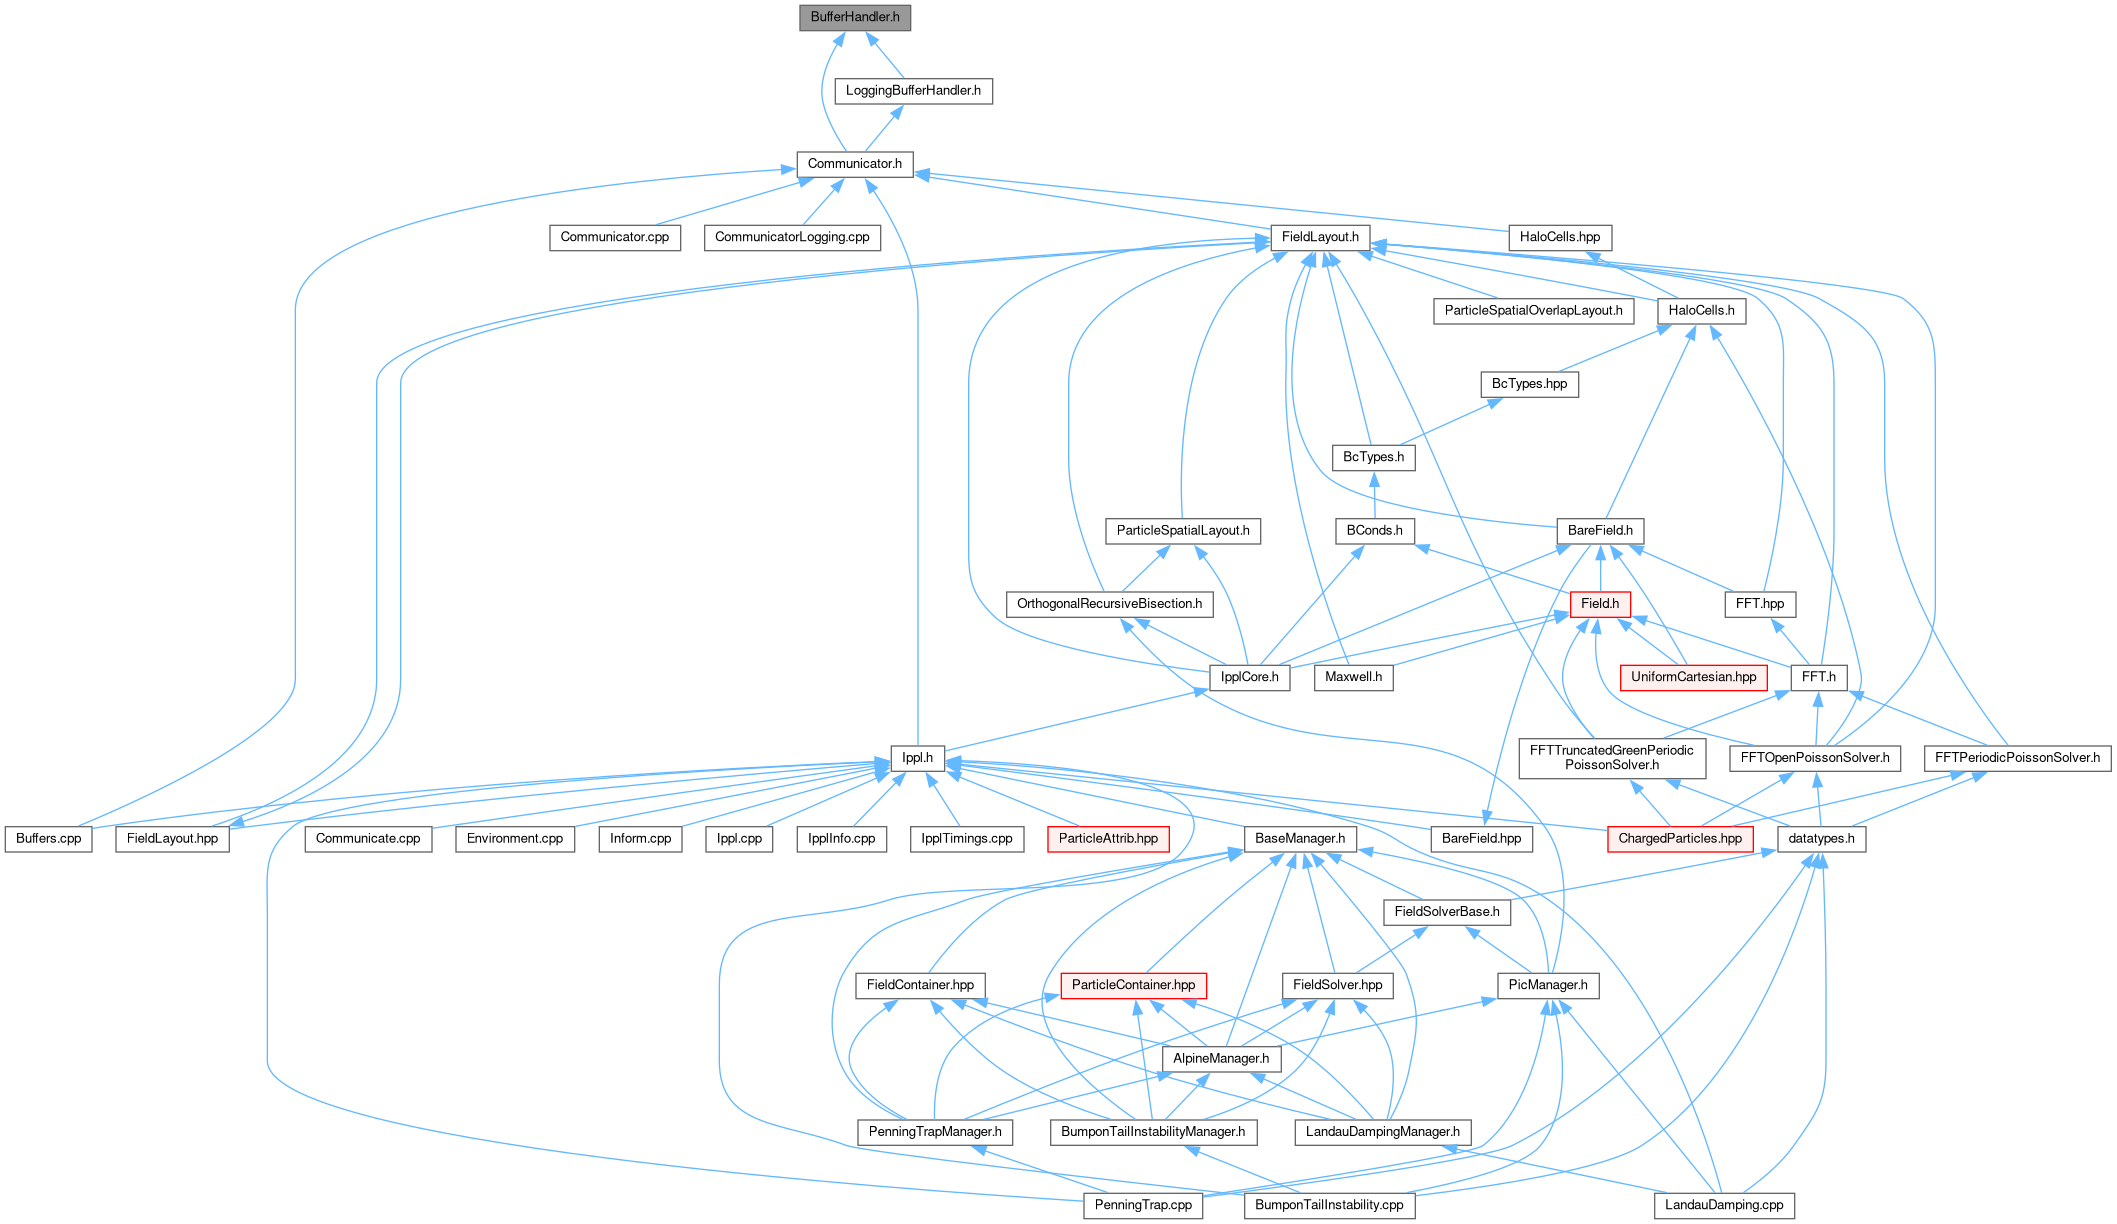 BufferHandler.h
LoggingBufferHandler.h
Communicator.h
Communicator.cpp
CommunicatorLogging.cpp
FieldLayout.h
HaloCells.hpp
ParticleSpatialOverlapLayout.h
HaloCells.h
BcTypes.hpp
BcTypes.h
ParticleSpatialLayout.h
BConds.h
BareField.h
OrthogonalRecursiveBisection.h
Field.h
FFT.hpp
IpplCore.h
Maxwell.h
UniformCartesian.hpp
FFT.h
Ippl.h
FFTTruncatedGreenPeriodic
PoissonSolver.h
FFTOpenPoissonSolver.h
FFTPeriodicPoissonSolver.h
Buffers.cpp
FieldLayout.hpp
Communicate.cpp
Environment.cpp
Inform.cpp
Ippl.cpp
IpplInfo.cpp
IpplTimings.cpp
ParticleAttrib.hpp
BaseManager.h
BareField.hpp
ChargedParticles.hpp
datatypes.h
FieldSolverBase.h
FieldContainer.hpp
ParticleContainer.hpp
FieldSolver.hpp
PicManager.h
AlpineManager.h
PenningTrapManager.h
BumponTailInstabilityManager.h
LandauDampingManager.h
PenningTrap.cpp
BumponTailInstability.cpp
LandauDamping.cpp